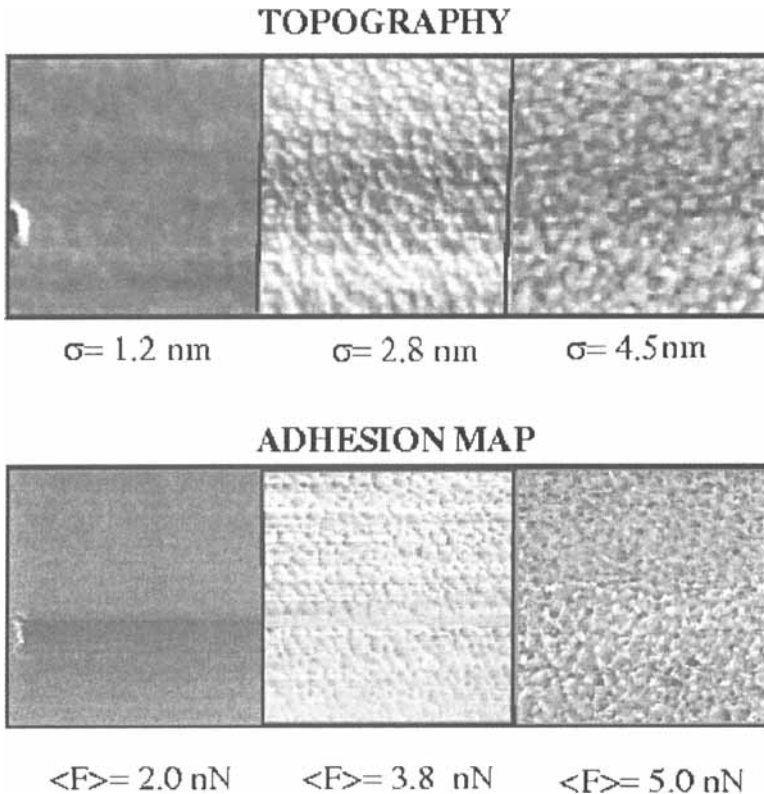 TOPOGRAPHY
σ= 1.2 nm σ= 2.8 nm σ= 4.5nm
ADHESION MAP
<F>= 2.0 nN <F>= 3.8 nN <F>= 5.0 nN